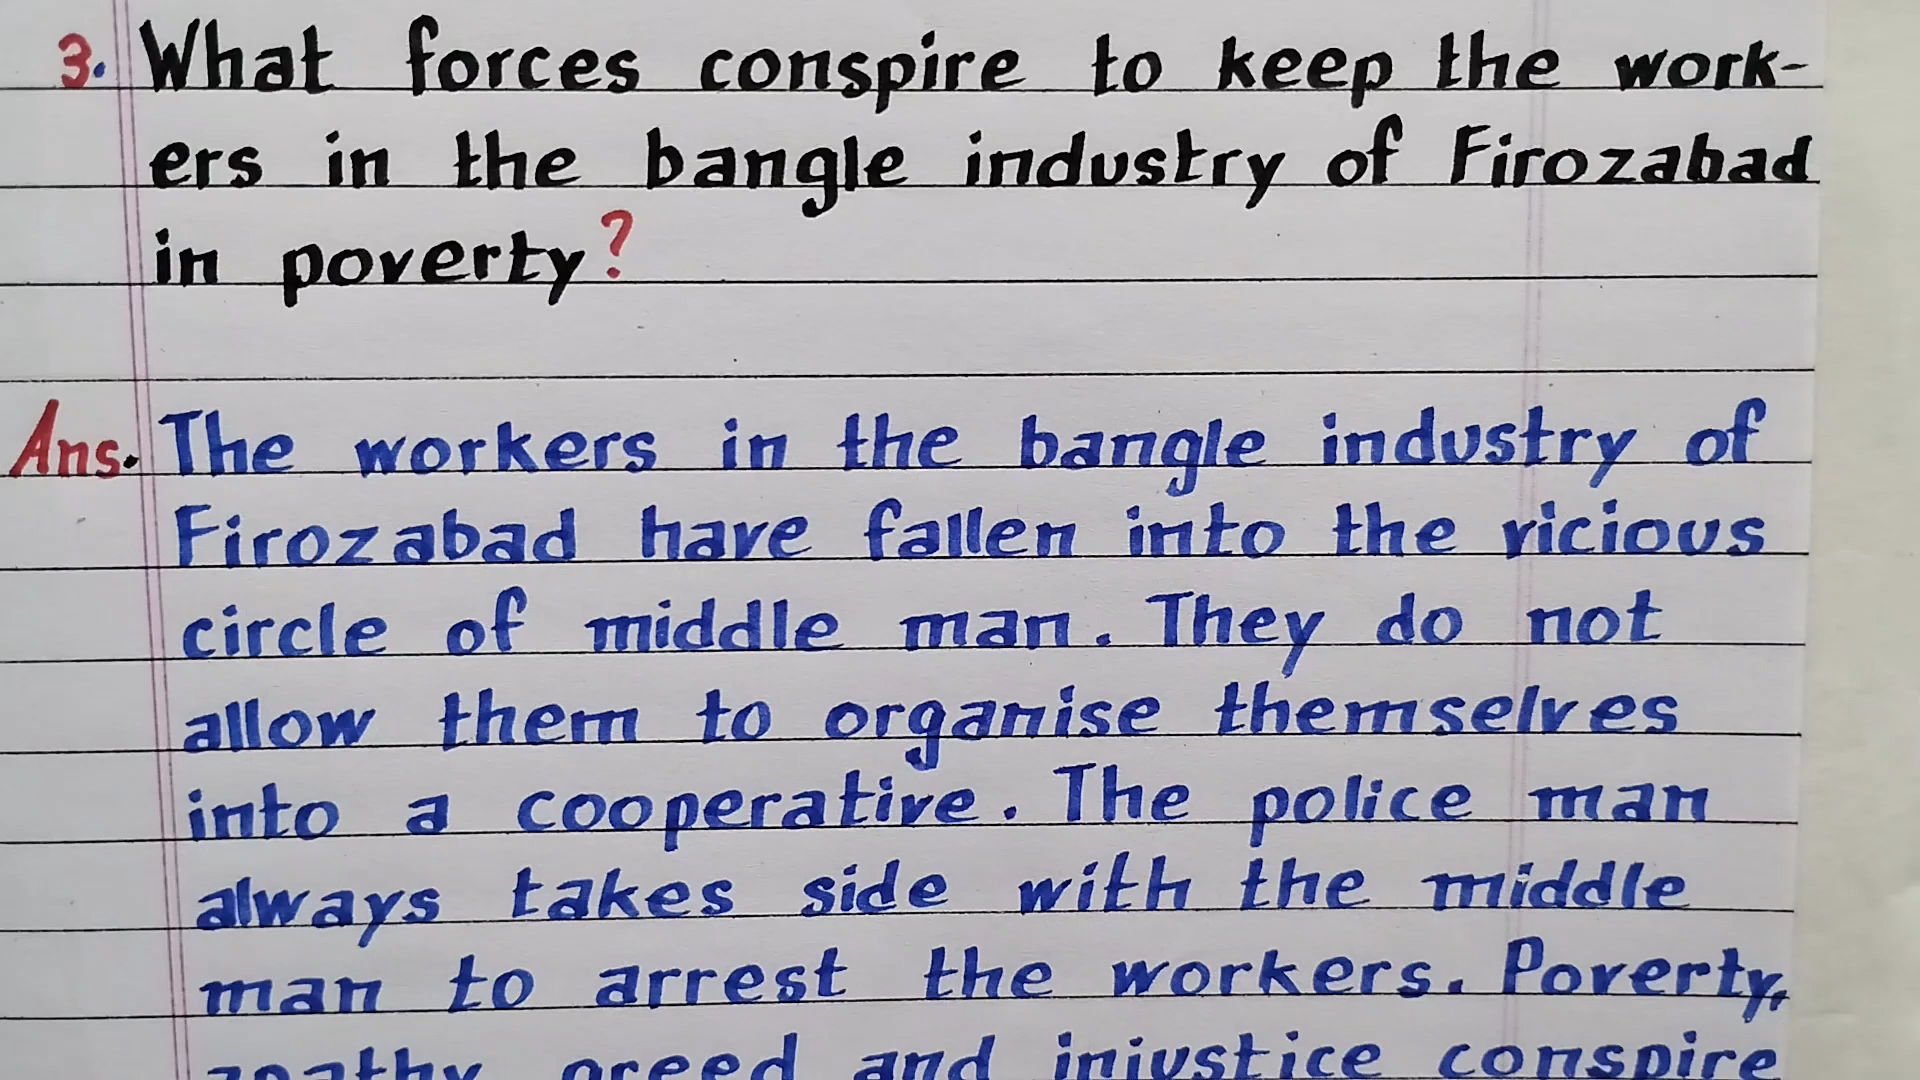 3. What forces conspire to keep the work-
ers in the bangle industry of Firozabad
in poverty?
Ans. The workers in the bangle industry of
Firozabad have fallen into the vicious
circle of middle man. They do not
allow them to organise themselves
into a cooperative. The police man
always takes side with the middle
man to arrest the workers. Poverty,
apathy greed and injustice conspire